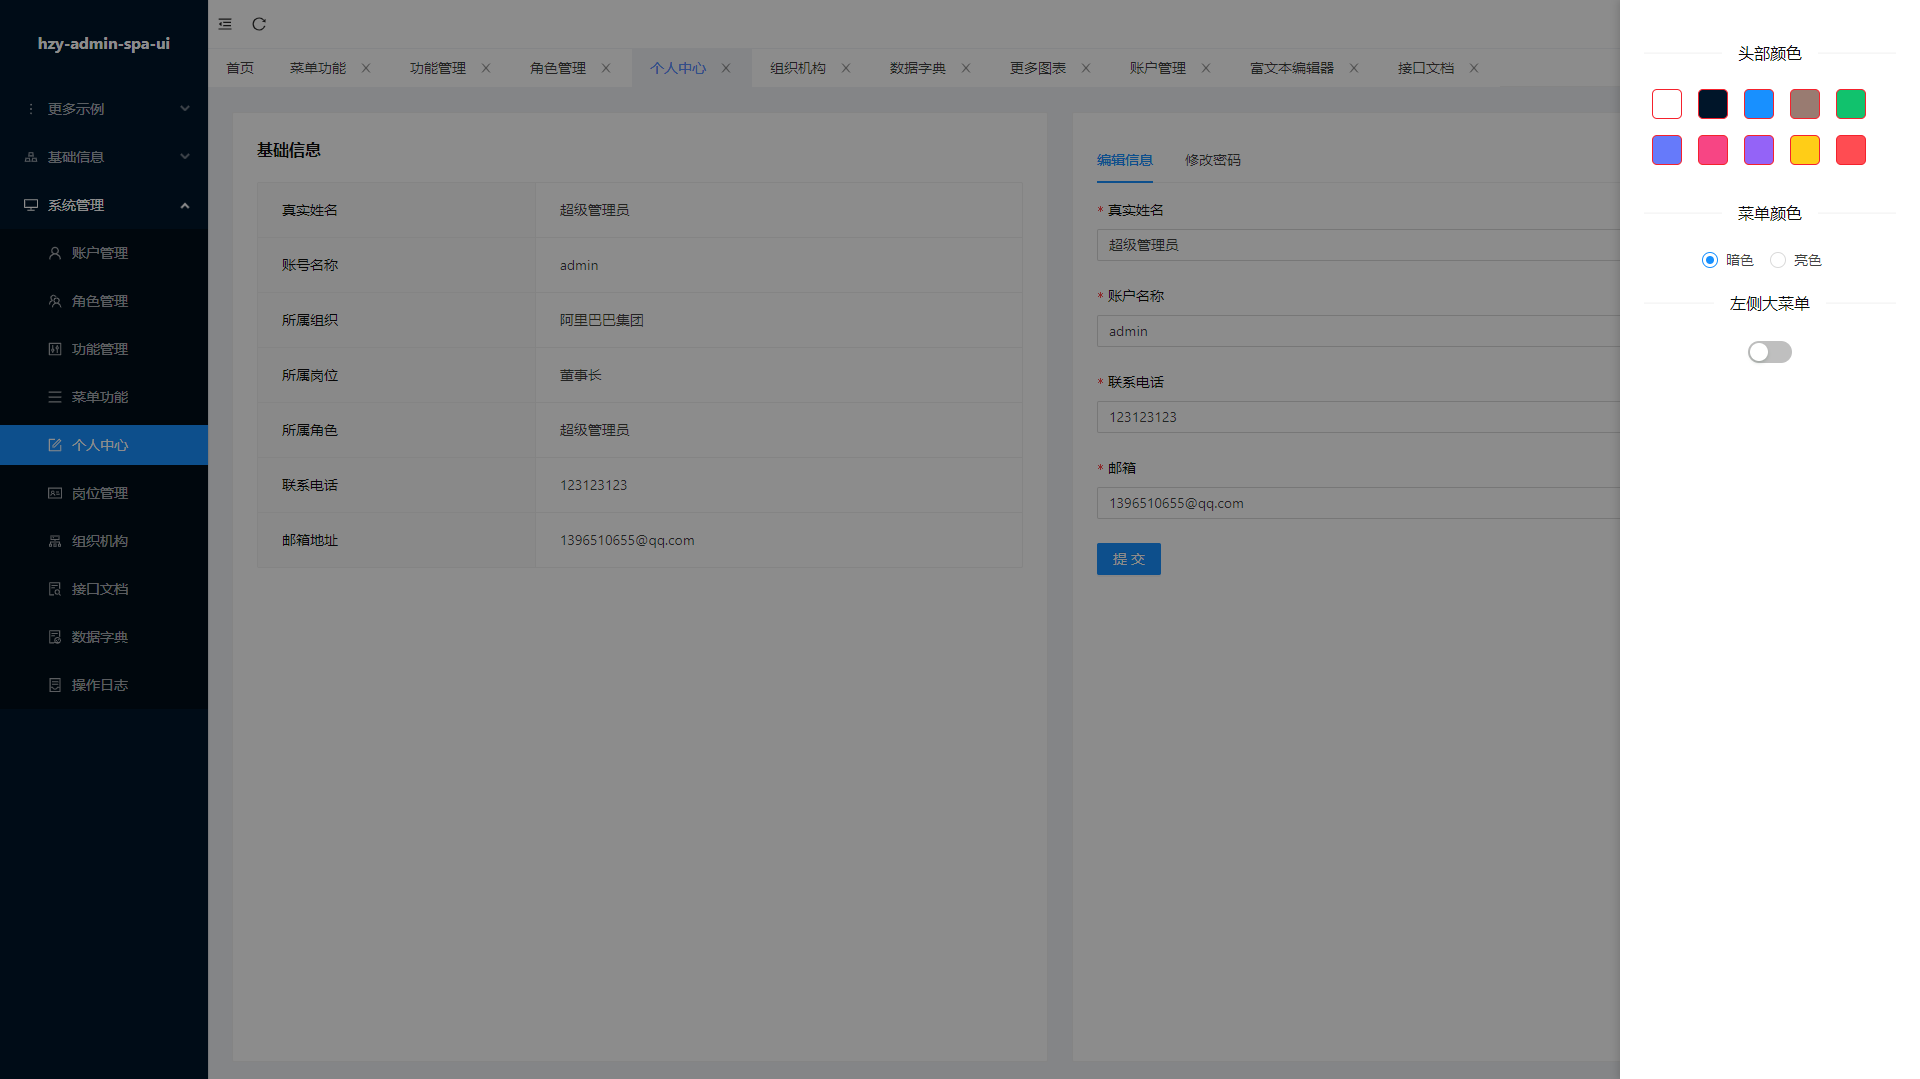 hzy-admin-spa-ui
更多示例
基础信息
系统管理
账户管理
角色管理
功能管理
菜单功能
个人中心
岗位管理
组织机构
接口文档
数据字典
操作日志
首页 菜单功能 功能管理 角色管理 个人中心 组织机构 数据字典 更多图表 账户管理 富文本编辑器 接口文档
基础信息
真实姓名 超级管理员
账号名称 admin
所属组织 阿里巴巴集团
所属岗位 董事长
所属角色 超级管理员
联系电话 123123123
邮箱地址 1396510655@qq.com
编辑信息 修改密码
* 真实姓名
超级管理员
* 账户名称
admin
* 联系电话
123123123
* 邮箱
1396510655@qq.com
提 交
头部颜色
菜单颜色
暗色 亮色
左侧大菜单